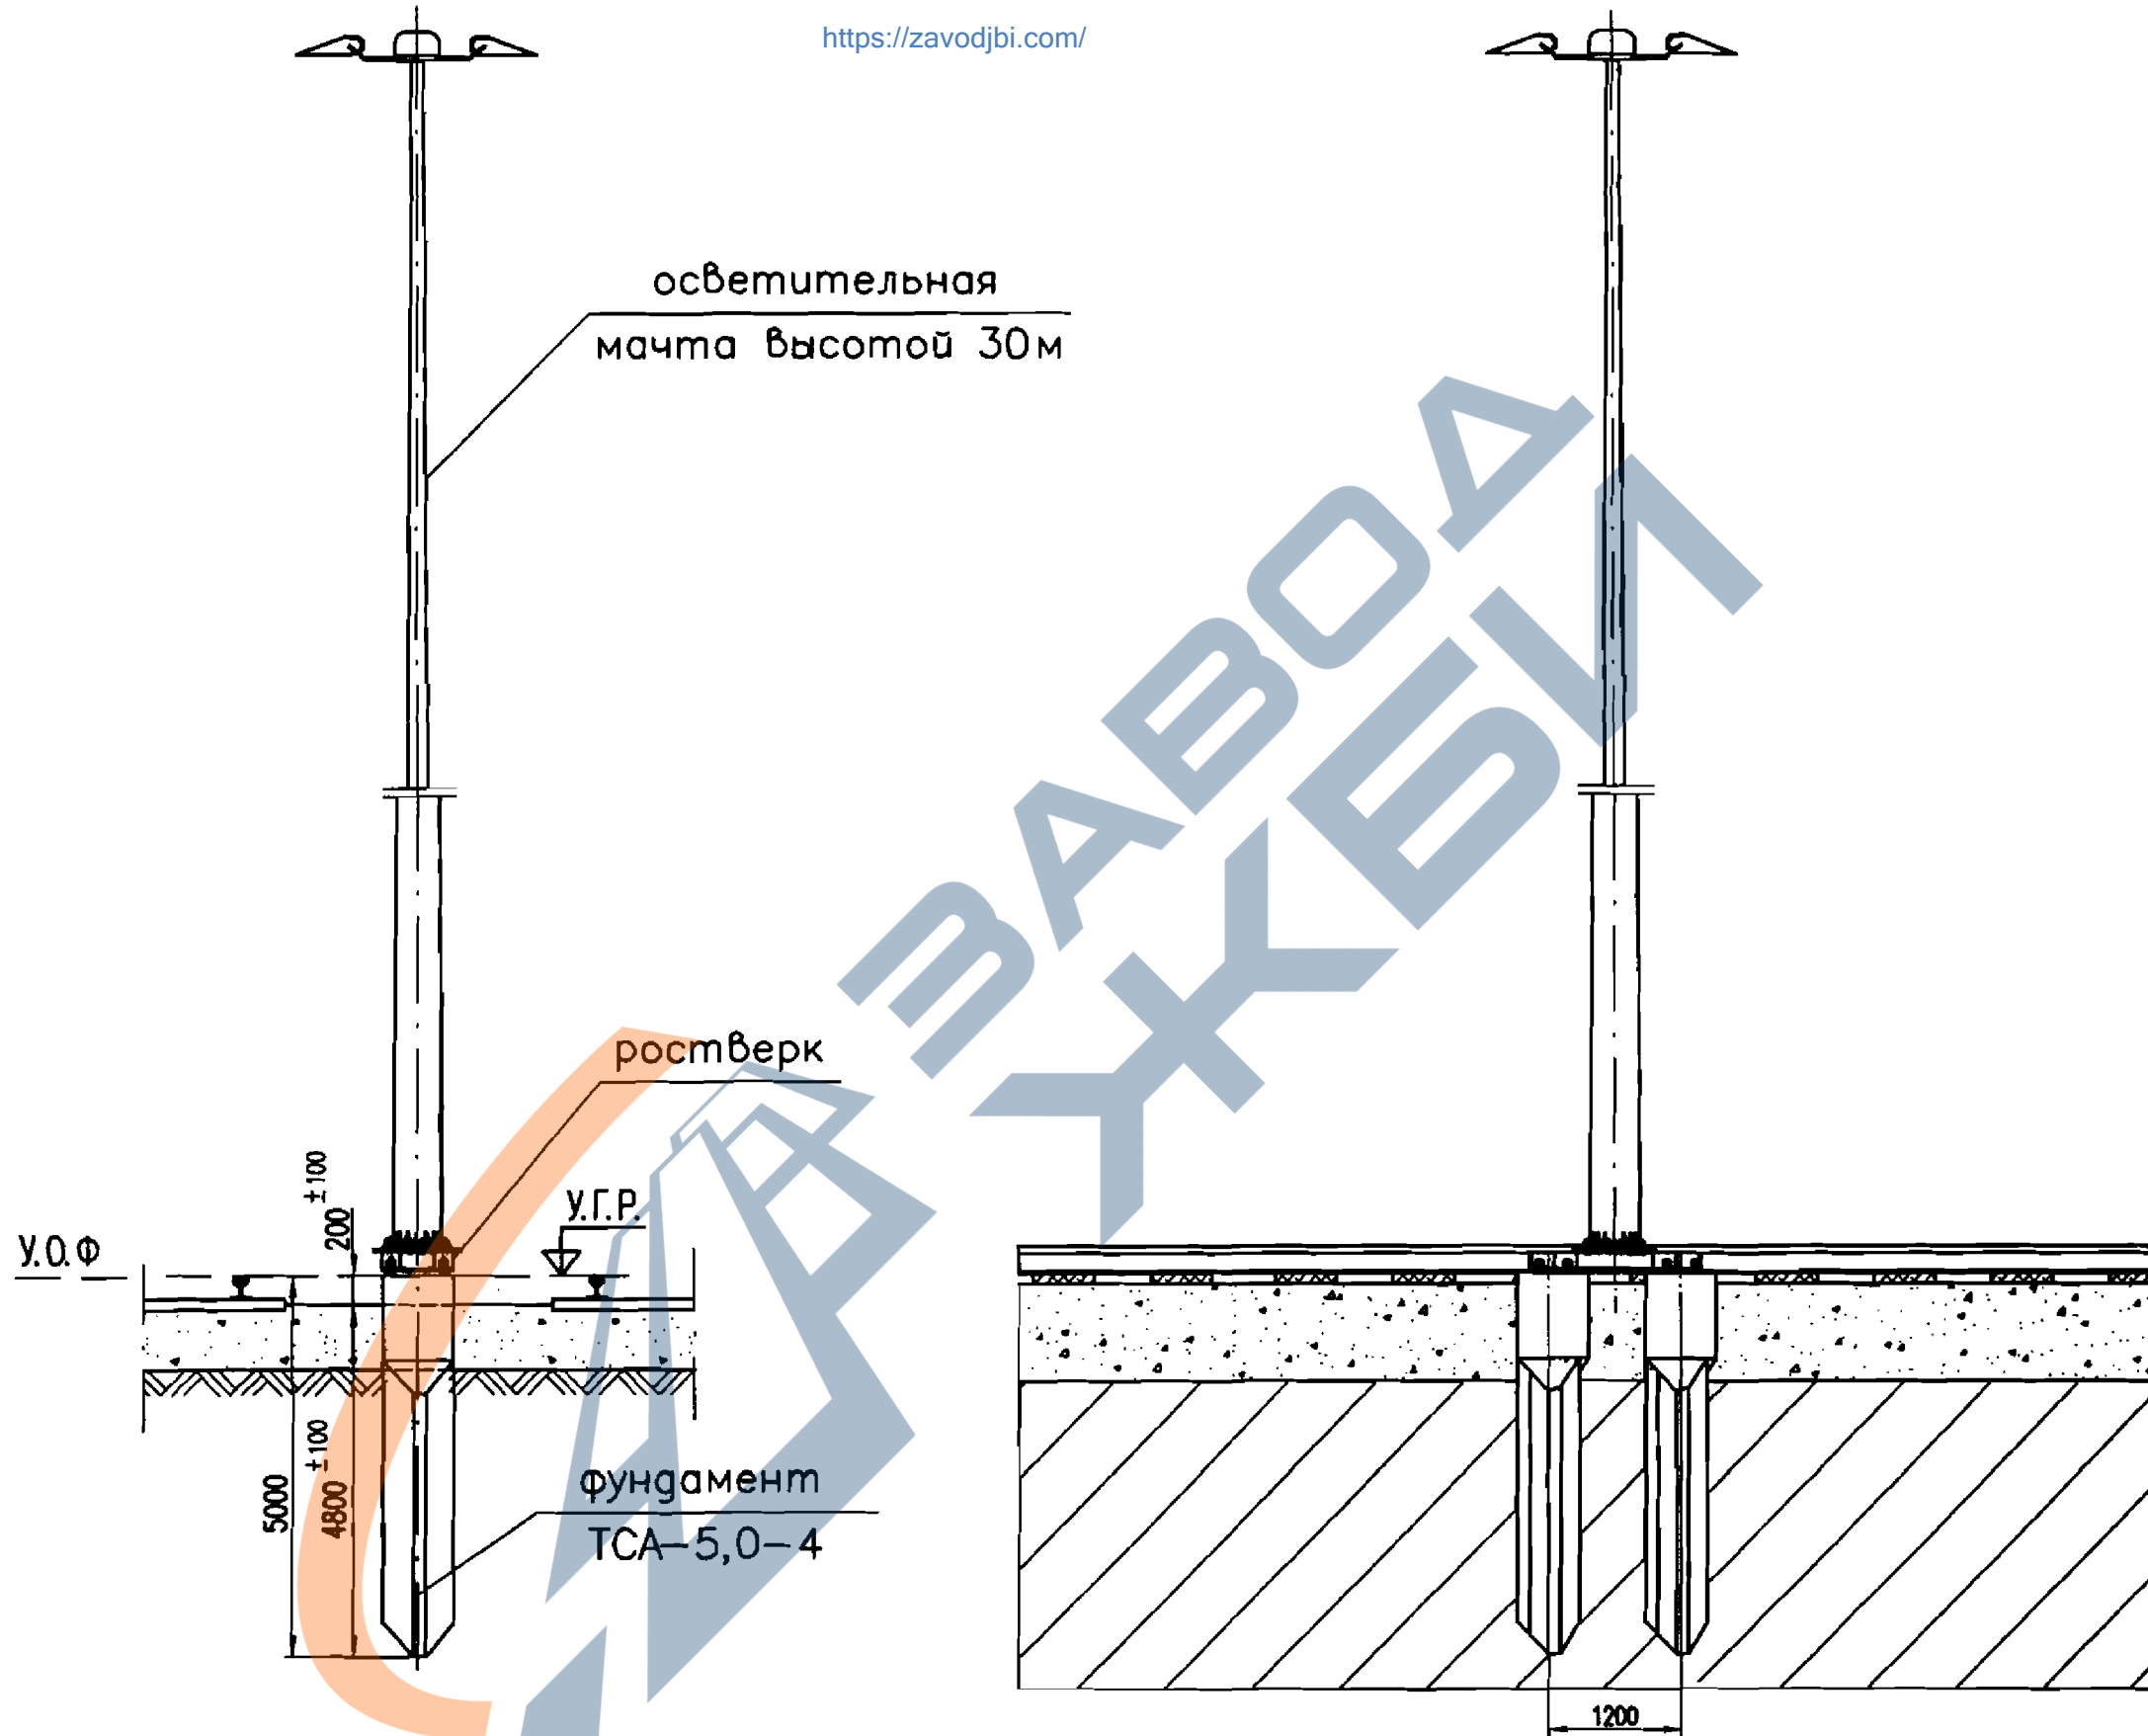 https://zavodjbi.com/
осветительная
мачта высотой 30м
ЗАВОД
ЖБИ
ростверк
200 ±100
У.Г.Р.
У.О.Ф
5000
4800 ±100
фундамент
ТСА-5,0-4
1200